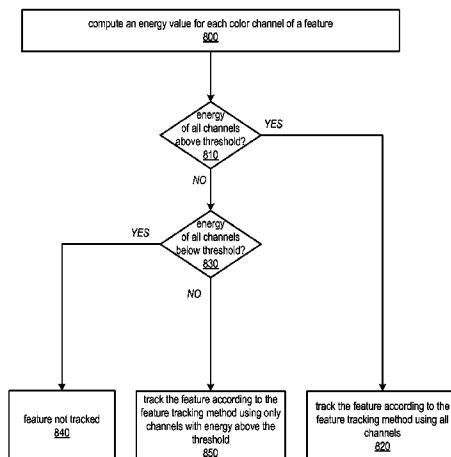 compute an energy value for each color channel of a feature
800
energy
of all channels
above threshold?
810
YES
NO
energy
of all channels
below threshold?
830
YES
NO
feature not tracked
840
track the feature according to the
feature tracking method using only
channels with energy above the
threshold
850
track the feature according to the
feature tracking method using all
channels
820